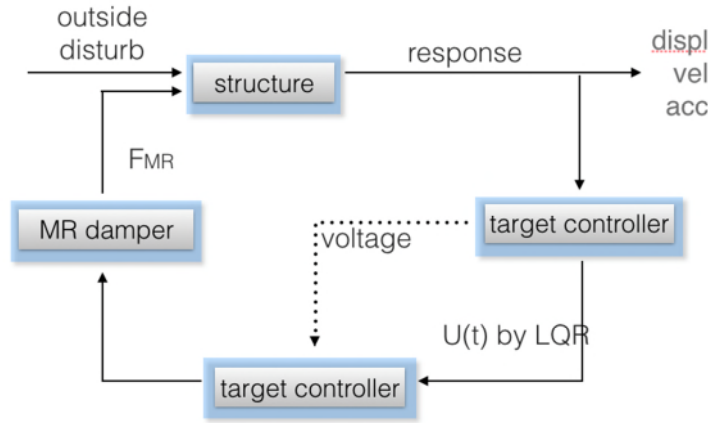 outside
disturb
response
displ
vel
acc
structure
FMR
MR damper
target controller
voltage
U(t) by LQR
target controller